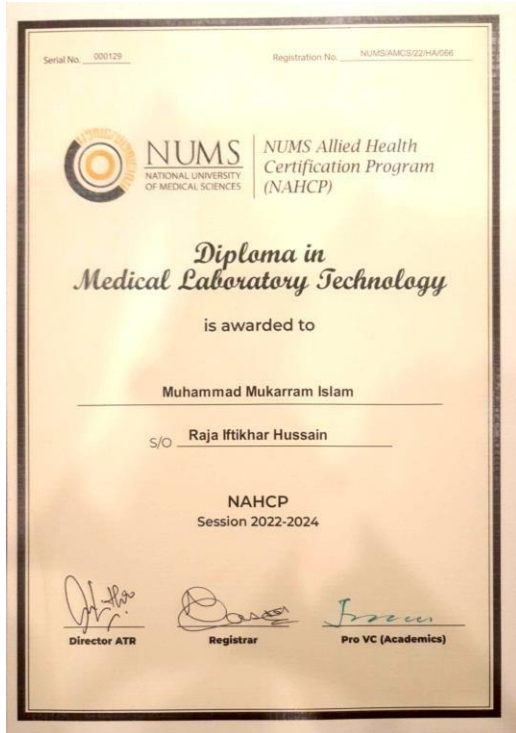 Serial No. 000129
Registration No. NUMS/AMCS/22/HA/066
NUMS
NATIONAL UNIVERSITY
OF MEDICAL SCIENCES
NUMS Allied Health
Certification Program
(NAHCP)
Diploma in
Medical Laboratory Technology
is awarded to
Muhammad Mukarram Islam
S/O Raja Iftikhar Hussain
NAHCP
Session 2022-2024
Director ATR
Registrar
Pro VC (Academics)